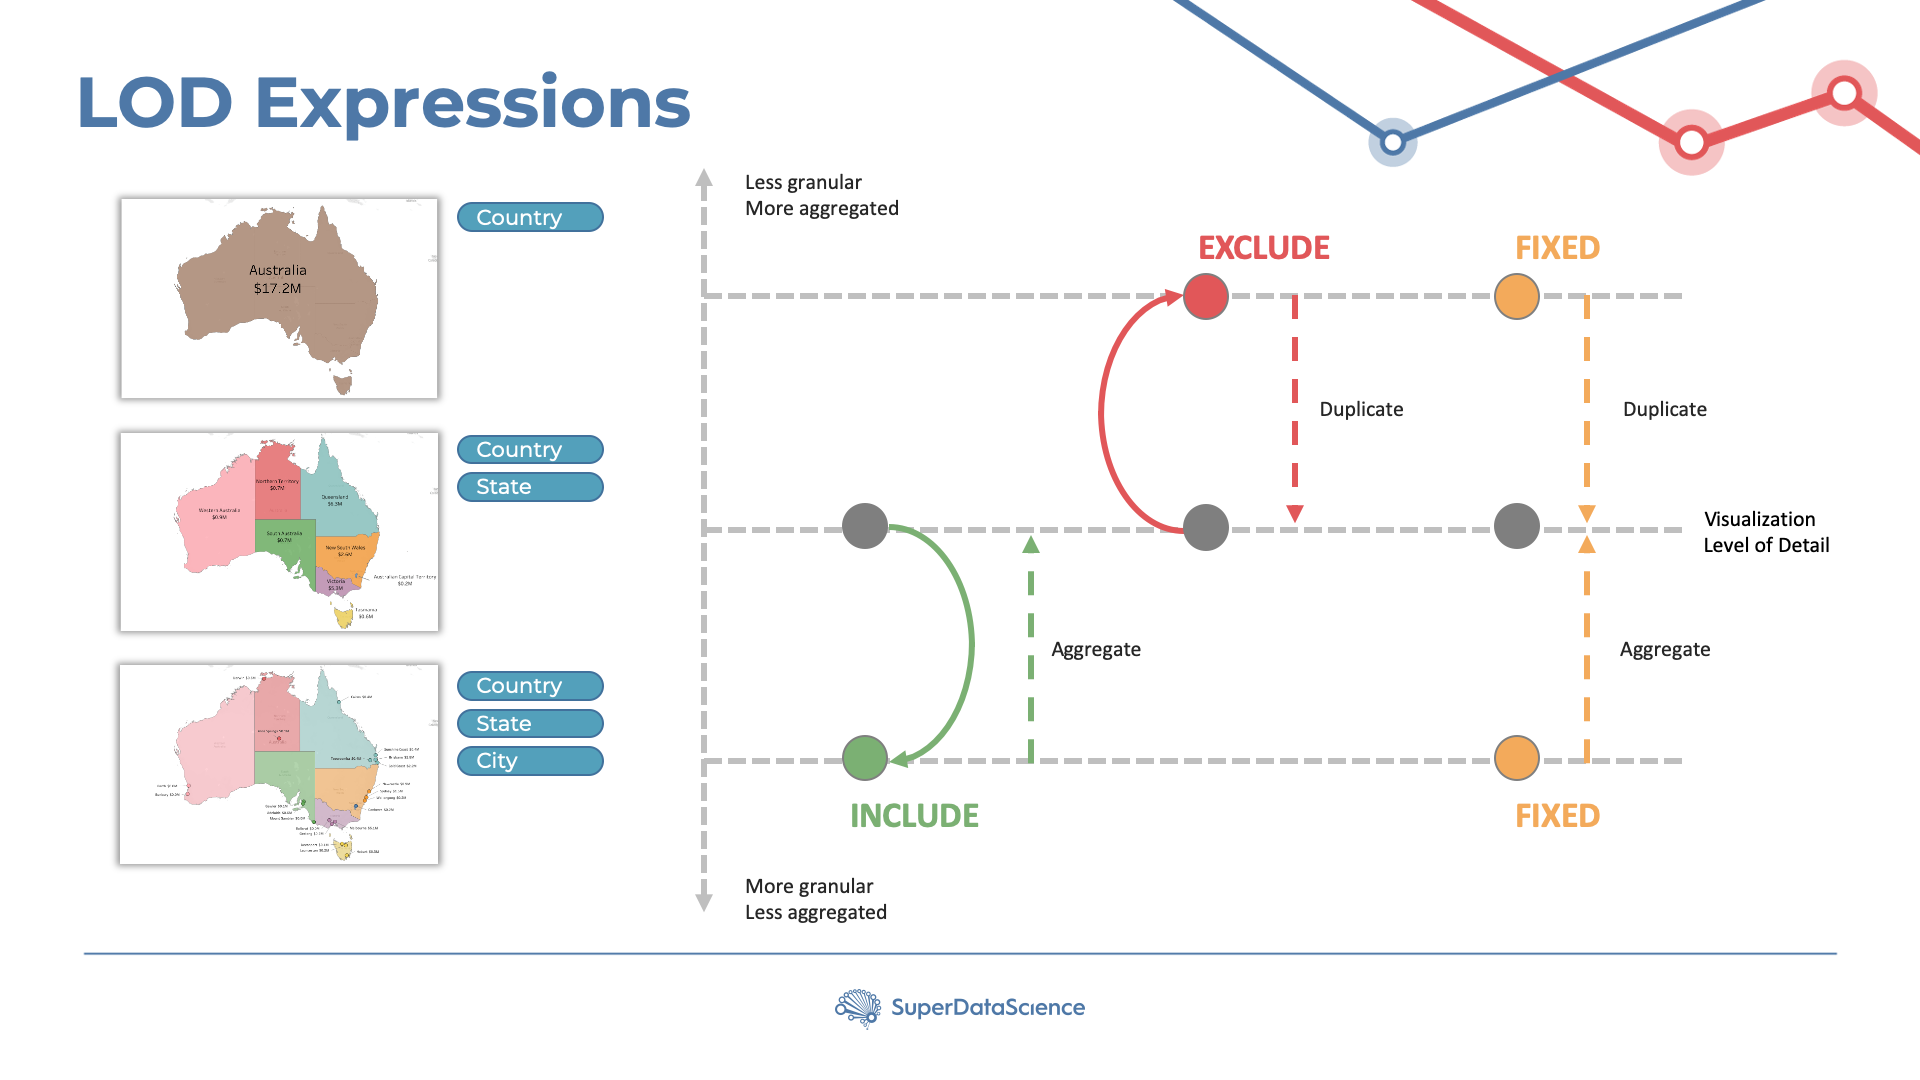 LOD Expressions
Australia
$17.2M
Country
Northern Territory
$0.7M
Queensland
$6.3M
Western Australia
$0.9M
South Australia
$0.7M
New South Wales
$2.6M
Victoria
$5.3M
Australian Capital Territory
$0.2M
Tasmania
$0.6M
Country
State
Country
State
City
Less granular
More aggregated
EXCLUDE
FIXED
Duplicate
Duplicate
Visualization
Level of Detail
Aggregate
Aggregate
INCLUDE
FIXED
More granular
Less aggregated
SuperDataScience